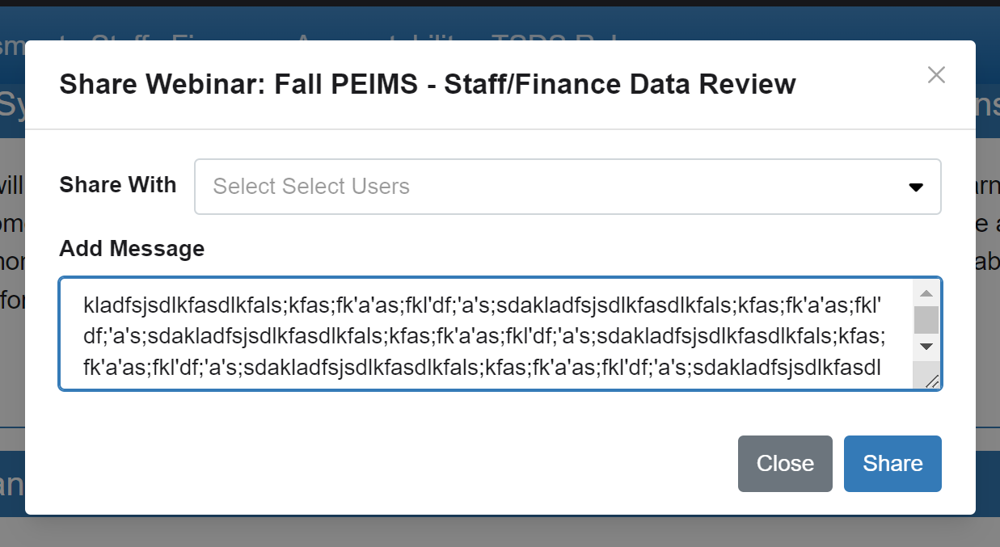 Share Webinar: Fall PEIMS - Staff/Finance Data Review
Share With
Select Select Users
Add Message
kladfsjsdlkfasdlkfals;kfas;fk'a'as;fkl'df;'a's;sdakladfsjsdlkfasdlkfals;kfas;fk'a'as;fkl'
df;'a's;sdakladfsjsdlkfasdlkfals;kfas;fk'a'as;fkl'df;'a's;sdakladfsjsdlkfasdlkfals;kfas;
fk'a'as;fkl'df;'a's;sdakladfsjsdlkfasdlkfals;kfas;fk'a'as;fkl'df;'a's;sdakladfsjsdlkfasdl
Close
Share